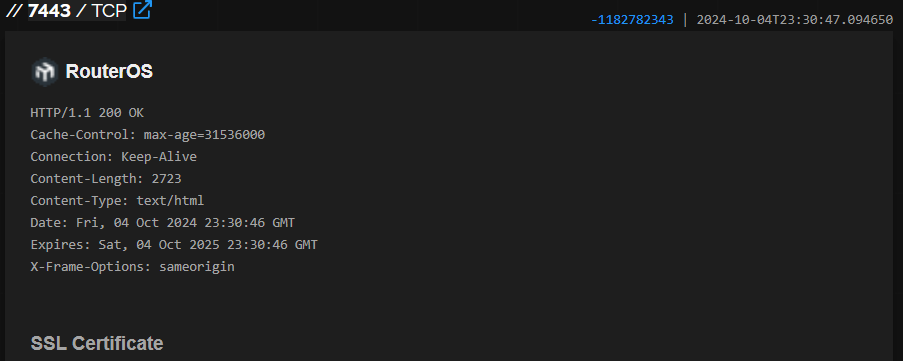 // 7443 / TCP
-1182782343 | 2024-10-04T23:30:47.094650
RouterOS
HTTP/1.1 200 OK
Cache-Control: max-age=31536000
Connection: Keep-Alive
Content-Length: 2723
Content-Type: text/html
Date: Fri, 04 Oct 2024 23:30:46 GMT
Expires: Sat, 04 Oct 2025 23:30:46 GMT
X-Frame-Options: sameorigin
SSL Certificate